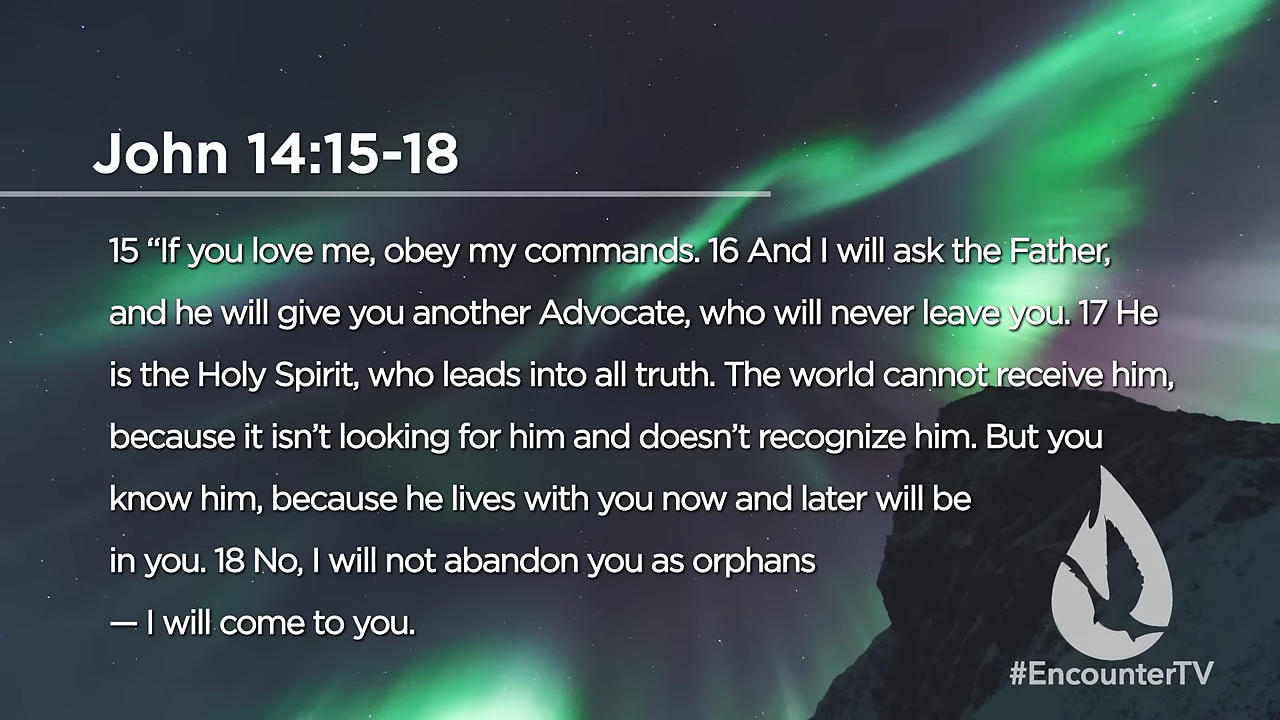 John 14:15-18
15 “If you love me, obey my commands. 16 And I will ask the Father,
and he will give you another Advocate, who will never leave you. 17 He
is the Holy Spirit, who leads into all truth. The world cannot receive him,
because it isn’t looking for him and doesn’t recognize him. But you
know him, because he lives with you now and later will be
in you. 18 No, I will not abandon you as orphans
— I will come to you.
#EncounterTV